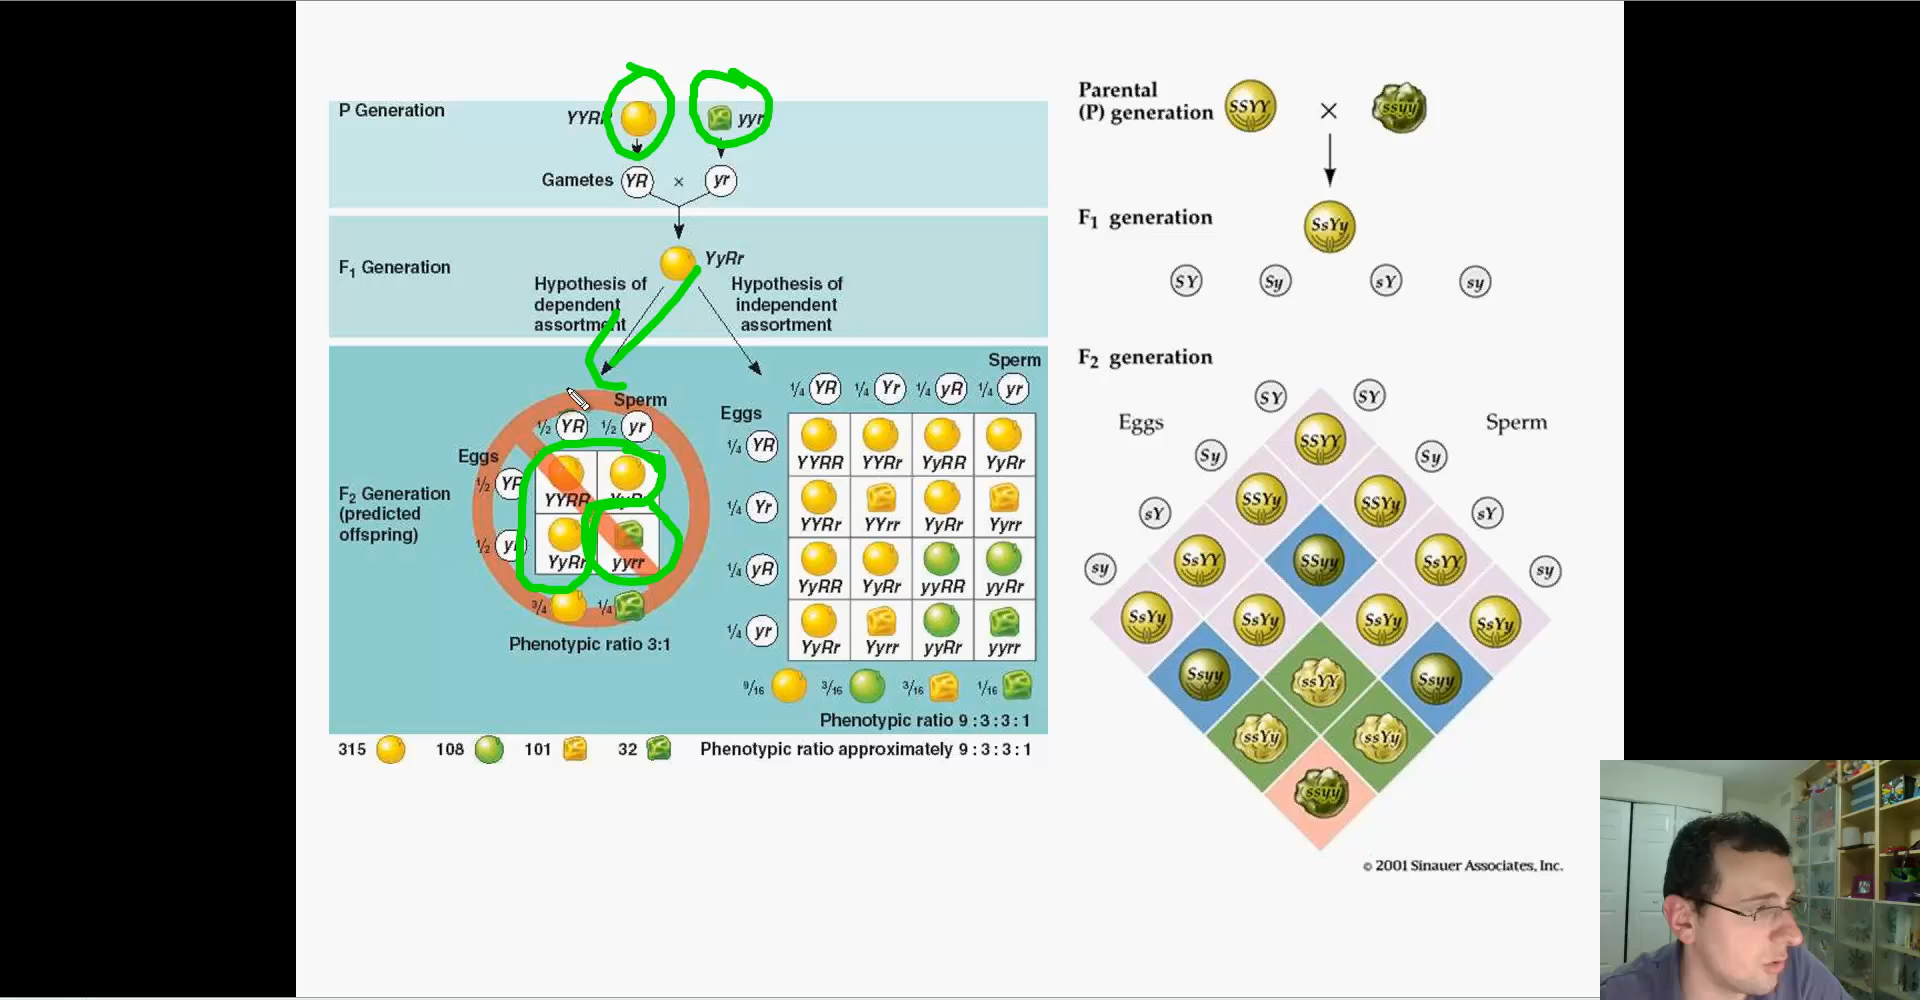 P Generation
YYRR
yyr
Gametes YR × yr
F1 Generation
YyRr
Hypothesis of
dependent
assortment
Hypothesis of
independent
assortment
F2 Generation
(predicted
offspring)
Sperm
1/2 YR 1/2 yr
Eggs
1/2 YR
YYRR YyRr
1/2 yr
YyRr yyrr
3/4 1/4
Phenotypic ratio 3:1
Sperm
1/4 YR 1/4 Yr 1/4 yR 1/4 yr
Eggs
1/4 YR
YYRR YYRr YyRR YyRr
1/4 Yr
YYRr YYrr YyRr Yyrr
1/4 yR
YyRR YyRr yyRR yyRr
1/4 yr
YyRr Yyrr yyRr yyrr
9/16 3/16 3/16 1/16
Phenotypic ratio 9 : 3 : 3 : 1
315 108 101 32 Phenotypic ratio approximately 9 : 3 : 3 : 1
Parental
(P) generation
SSYY × ssyy
F1 generation
SsYy
SY Sy sY sy
F2 generation
Eggs
Sperm
SY SY
SSYY
Sy Sy
SSYy SSYy
sY sY
SsYY SSyy SsYY
sy sy
SsYy SsYy SsYy SsYy
Ssyy ssYY Ssyy
ssYy ssYy
ssyy
© 2001 Sinauer Associates, Inc.